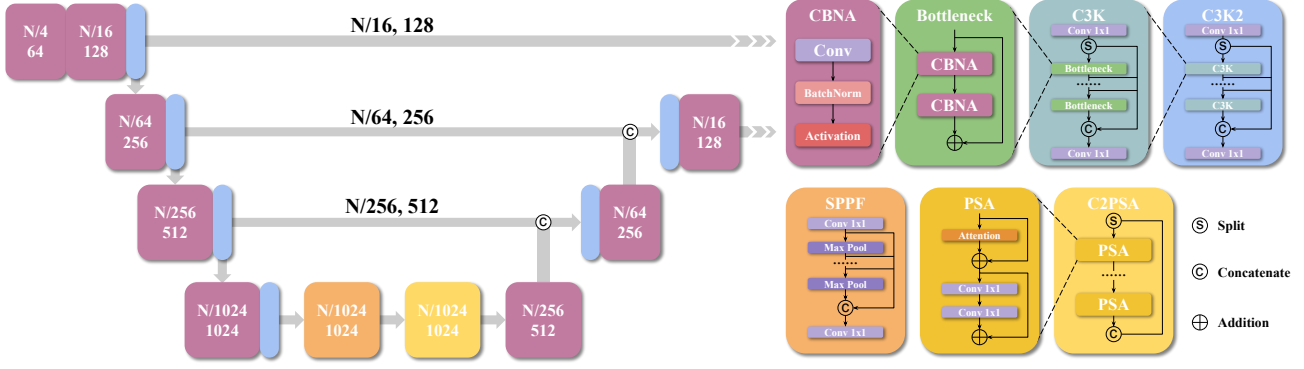 N/4
64
N/16
128
N/16, 128
N/64
256
N/64, 256
C
N/16
128
N/256
512
N/256, 512
C
N/64
256
N/1024
1024
N/1024
1024
N/1024
1024
N/256
512
CBNA
Conv
BatchNorm
Activation
Bottleneck
CBNA
CBNA
C3K
Conv 1x1
S
Bottleneck
......
Bottleneck
C
Conv 1x1
C3K2
Conv 1x1
S
C3K
......
C3K
C
Conv 1x1
SPPF
Conv 1x1
Max Pool
......
Max Pool
C
Conv 1x1
PSA
Attention
Conv 1x1
Conv 1x1
C2PSA
S
PSA
......
PSA
C
S Split
C Concatenate
Addition